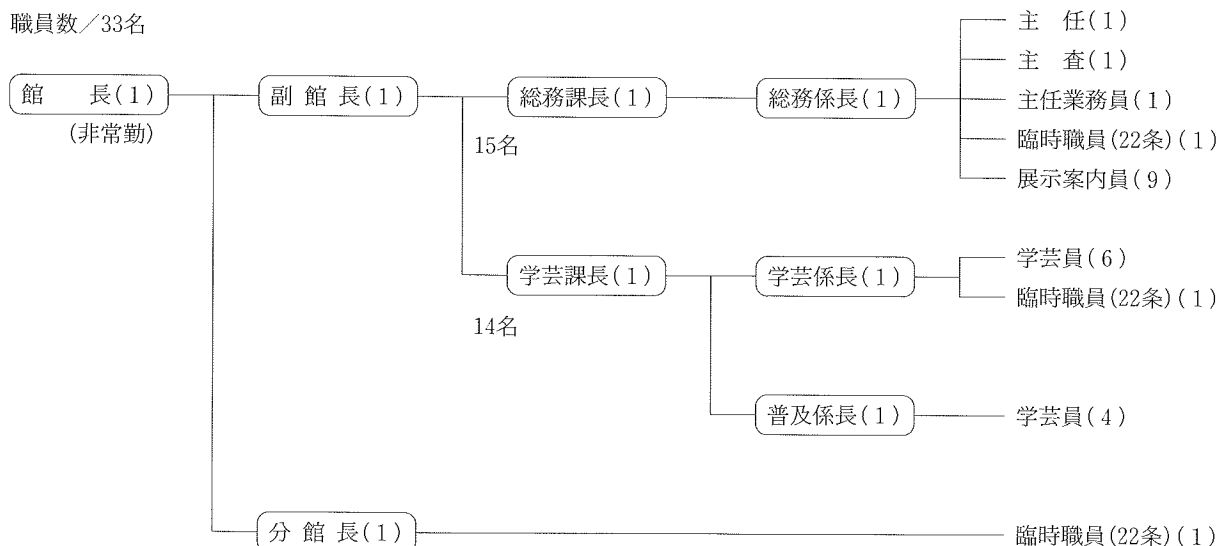 職員数／33名
館　　長(1)
(非常勤)
副 館 長(1)
総務課長(1)
15名
総務係長(1)
主　任(1)
主　査(1)
主任業務員(1)
臨時職員(22条)(1)
展示案内員(9)
学芸課長(1)
14名
学芸係長(1)
学芸員(6)
臨時職員(22条)(1)
普及係長(1)
学芸員(4)
分 館 長(1)
臨時職員(22条)(1)